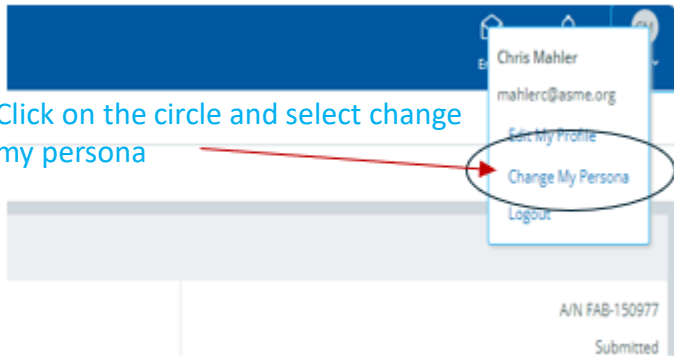 CM
Chris Mahler
mahlerc@asme.org
Click on the circle and select change
my persona
Edit My Profile
Change My Persona
Logout
A/N FAB-150977
Submitted